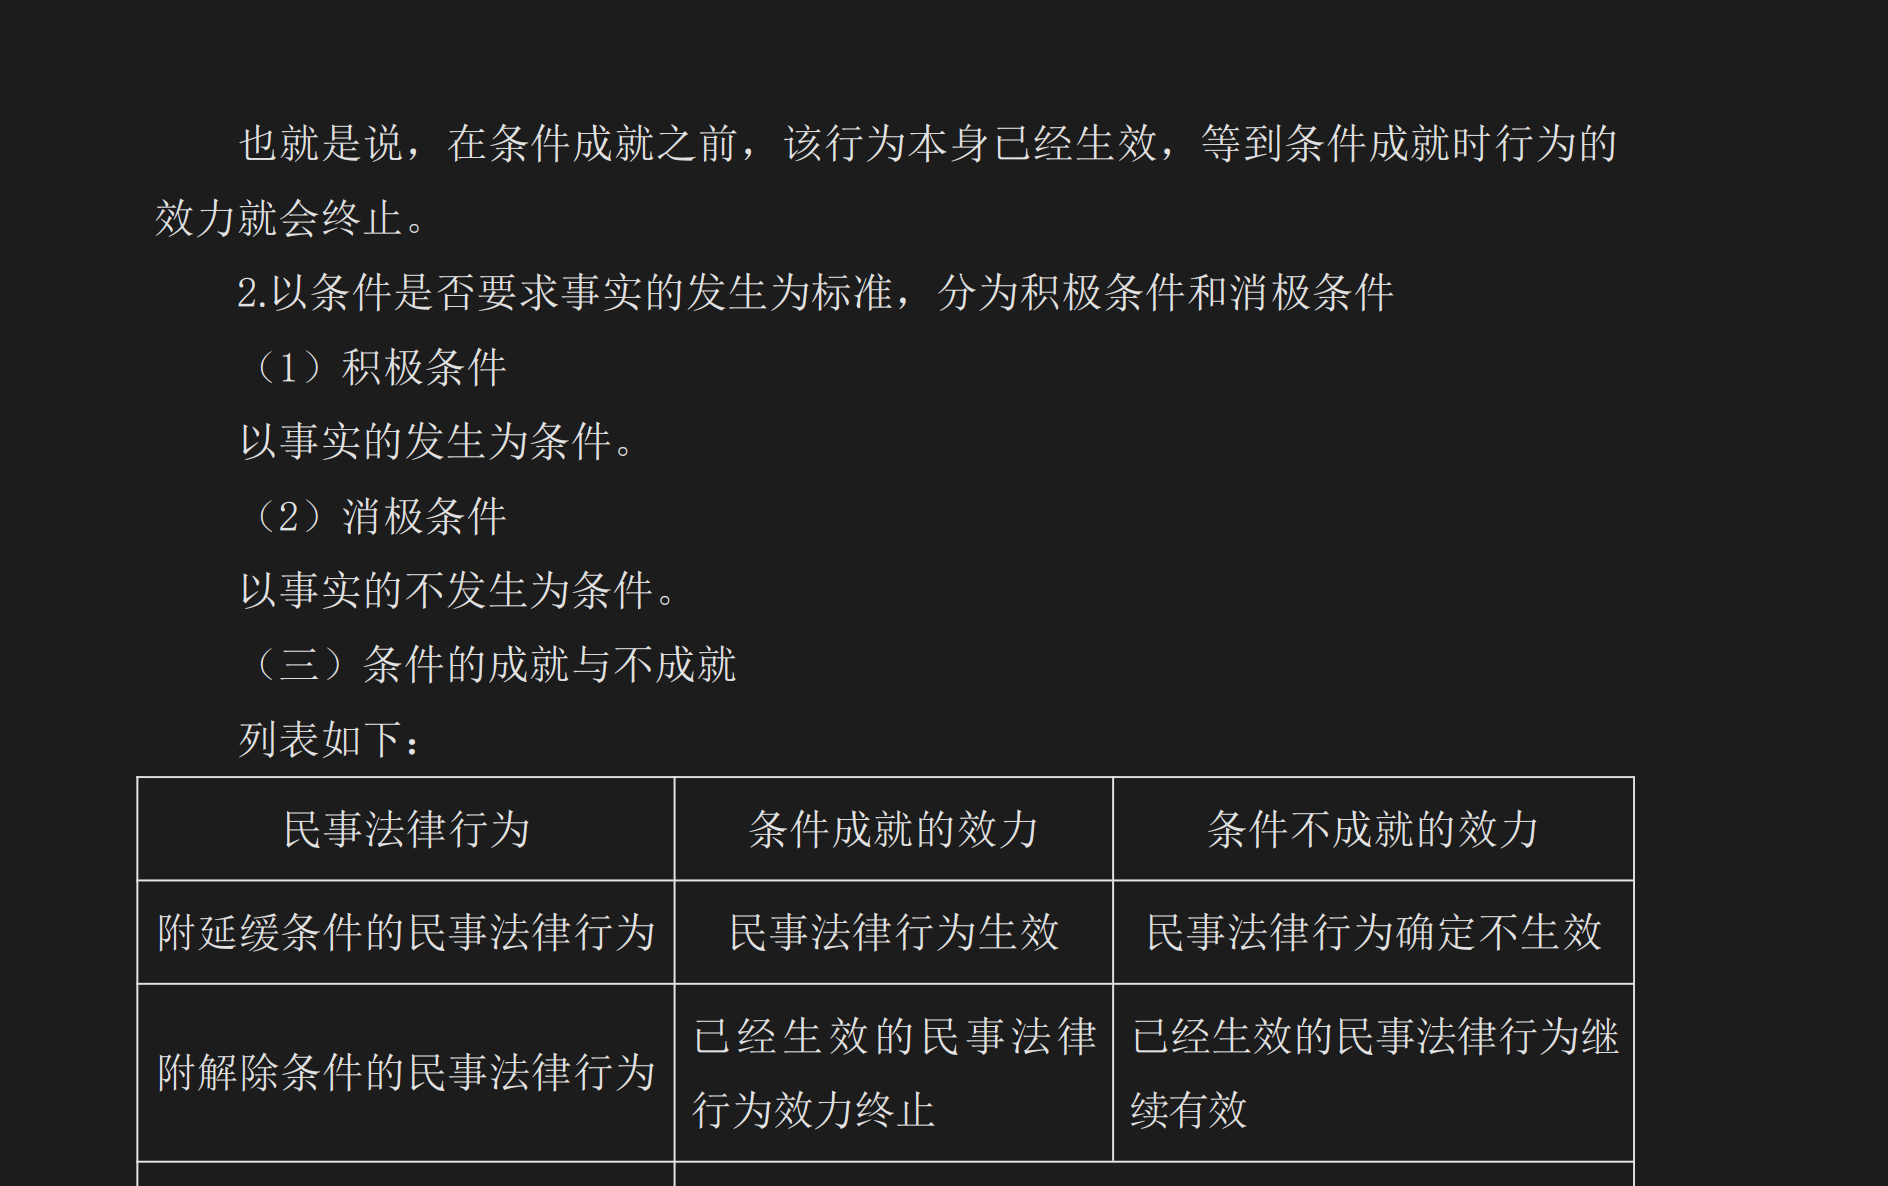 也就是说，在条件成就之前，该行为本身已经生效，等到条件成就时行为的
效力就会终止。
2.以条件是否要求事实的发生为标准，分为积极条件和消极条件
（1）积极条件
以事实的发生为条件。
（2）消极条件
以事实的不发生为条件。
（三）条件的成就与不成就
列表如下：
民事法律行为 条件成就的效力 条件不成就的效力
附延缓条件的民事法律行为 民事法律行为生效 民事法律行为确定不生效
附解除条件的民事法律行为
已经生效的民事法律
行为效力终止
已经生效的民事法律行为继
续有效